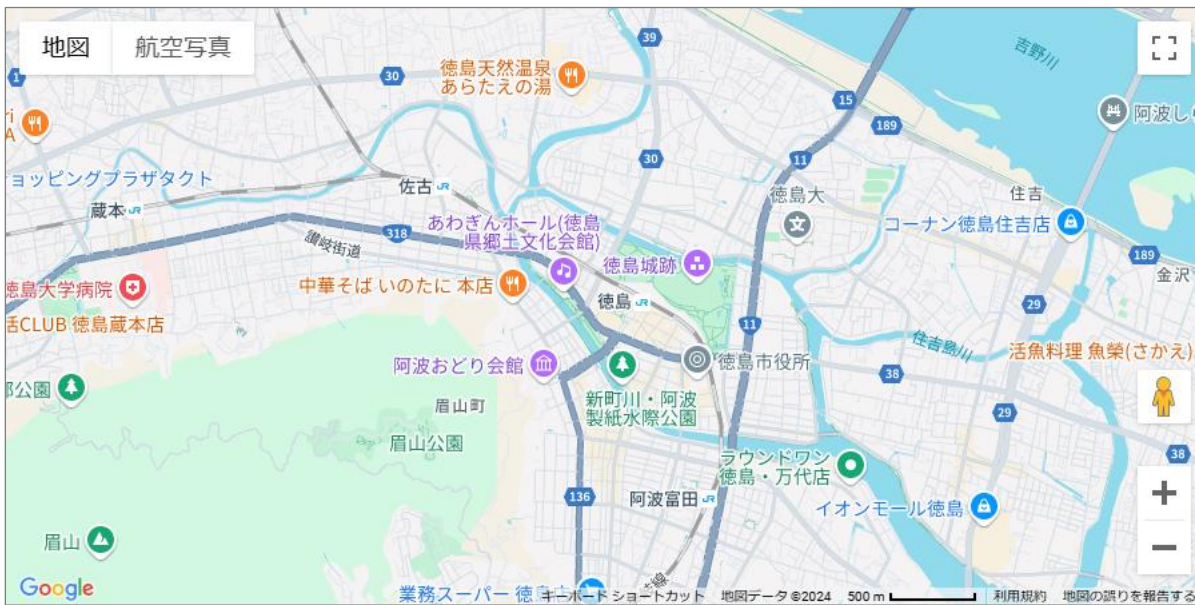 地図 航空写真
39
吉野川
1
30
徳島天然温泉
あらたえの湯
15
阿波し
189
30
11
ョッピングプラザタクト
佐古 JR
徳島大
住吉
蔵本 JR
文
コーナン徳島住吉店
318
讃岐街道
あわぎんホール(徳島
県郷土文化会館)
徳島城跡
189
金沢
徳島大学病院
中華そば いのたに 本店
徳島 JR
29
活CLUB 徳島蔵本店
11
住吉島川
阿波おどり会館
徳島市役所
38
活魚料理 魚榮(さかえ)
公園
眉山町
新町川・阿波
製紙水際公園
29
眉山公園
38
ラウンドワン
徳島・万代店
136
阿波富田 JR
イオンモール徳島
眉山
Google
業務スーパー 徳島
キーボード ショートカット 地図データ ©2024 500 m 利用規約 地図の誤りを報告する